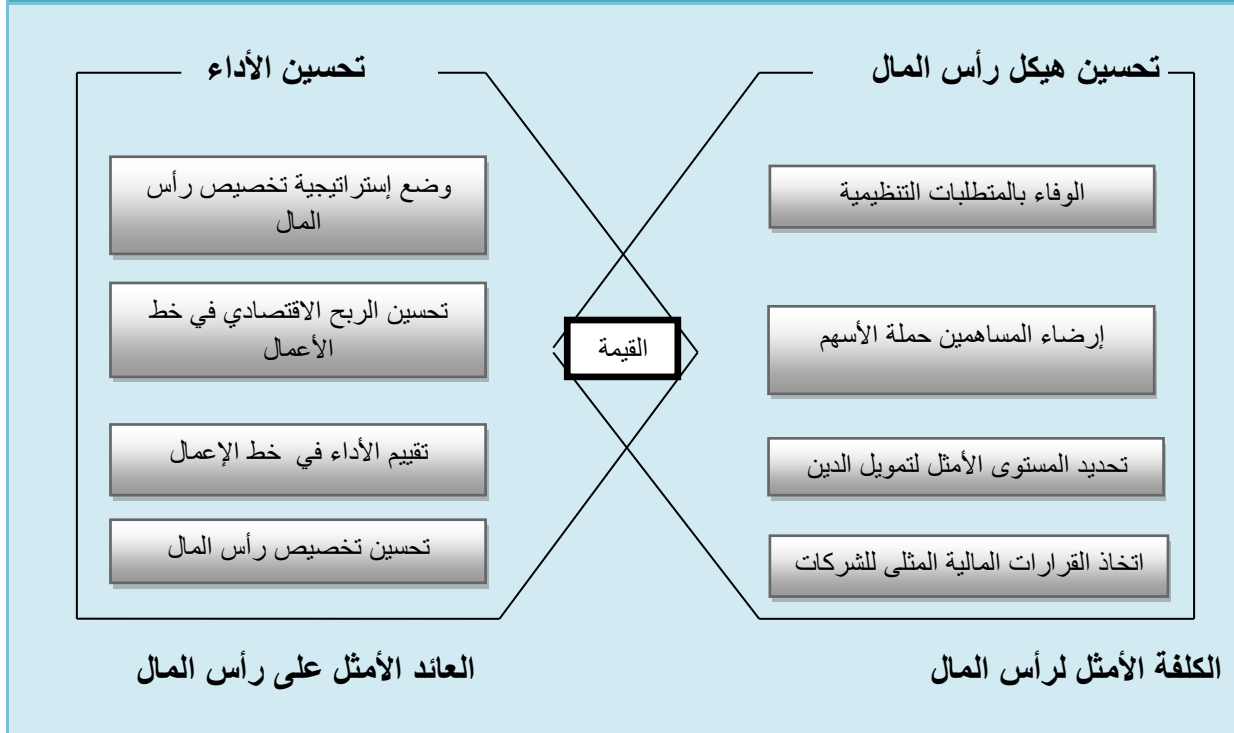 تحسين هيكل رأس المال
الوفاء بالمتطلبات التنظيمية
إرضاء المساهمين حملة الأسهم
تحديد المستوى الأمثل لتمويل الدين
اتخاذ القرارات المالية المثلى للشركات
الكلفة الأمثل لرأس المال
القيمة
تحسين الأداء
وضع إستراتيجية تخصيص رأس
المال
تحسين الربح الاقتصادي في خط
الأعمال
تقييم الأداء في خط الإعمال
تحسين تخصيص رأس المال
العائد الأمثل على رأس المال